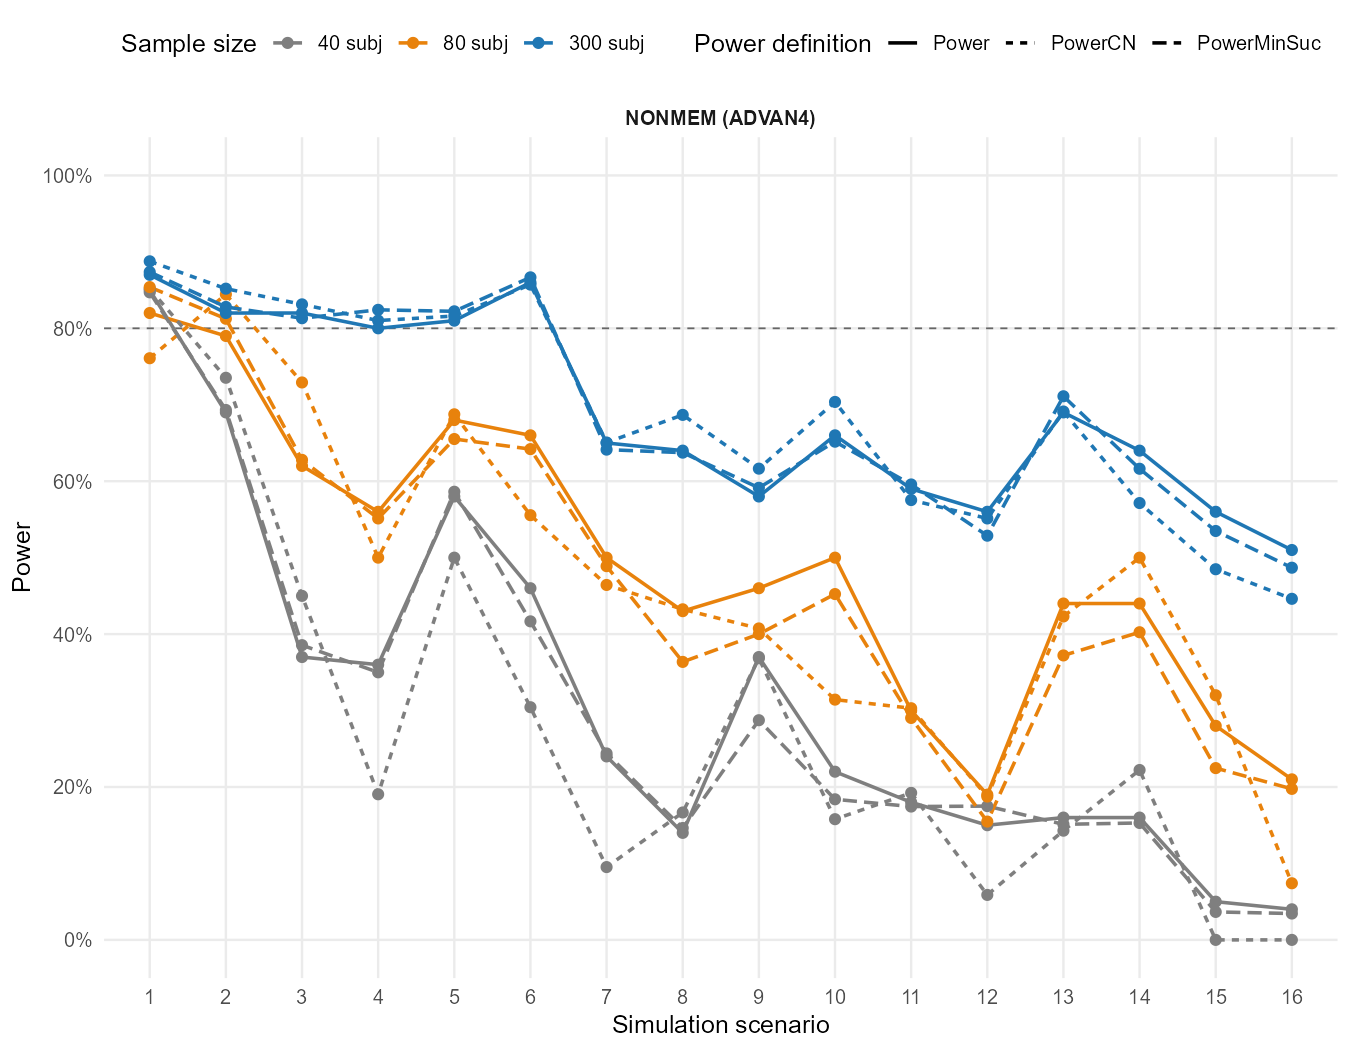 Sample size 40 subj 80 subj 300 subj Power definition Power PowerCN PowerMinSuc
NONMEM (ADVAN4)
100%
80%
60%
40%
20%
0%
Power
1 2 3 4 5 6 7 8 9 10 11 12 13 14 15 16
Simulation scenario